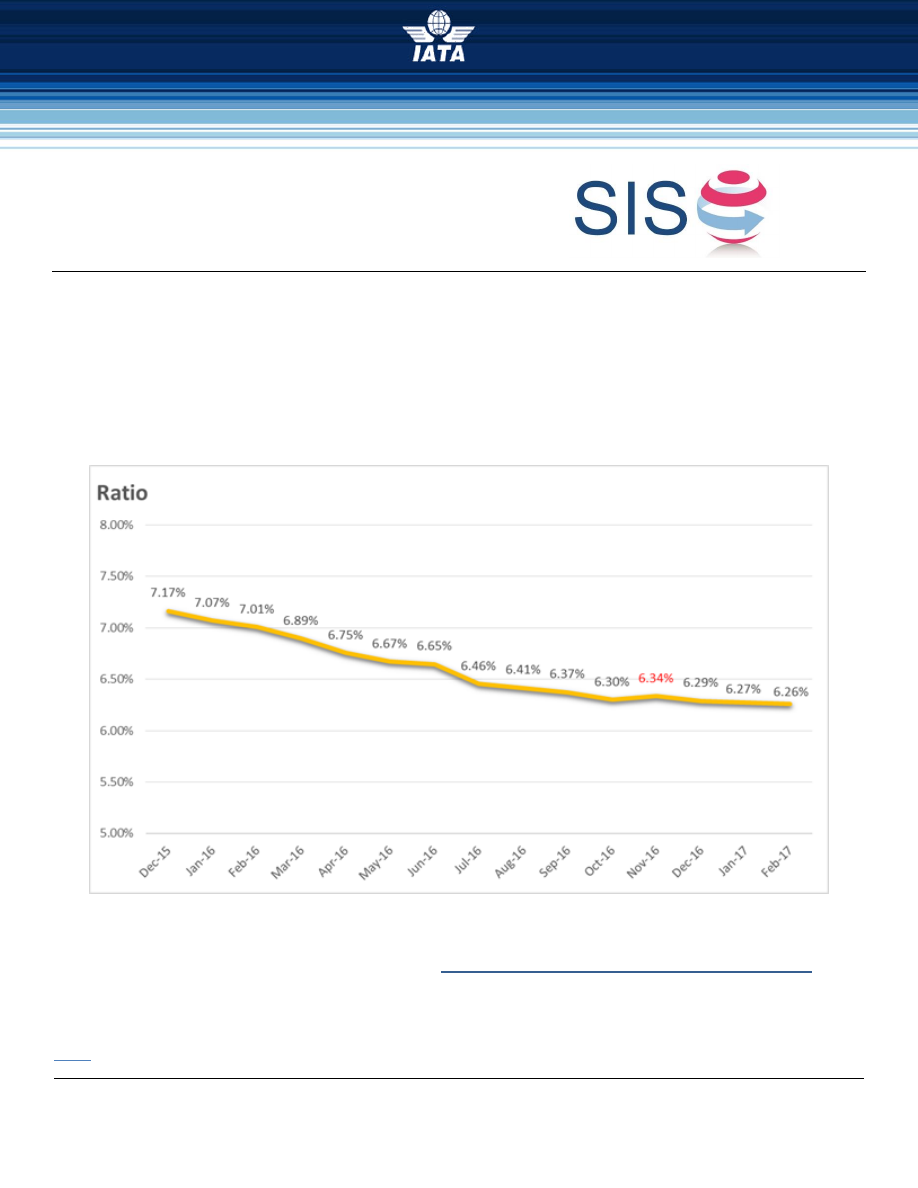 IATA
SIS
Ratio
8.00%
7.50%
7.00%
6.50%
6.00%
5.50%
5.00%
7.17%
7.07%
7.01%
6.89%
6.75%
6.67%
6.65%
6.46%
6.41%
6.37%
6.30%
6.34%
6.29%
6.27%
6.26%
Dec-15
Jan-16
Feb-16
Mar-16
Apr-16
May-16
Jun-16
Jul-16
Aug-16
Sep-16
Oct-16
Nov-16
Dec-16
Jan-17
Feb-17